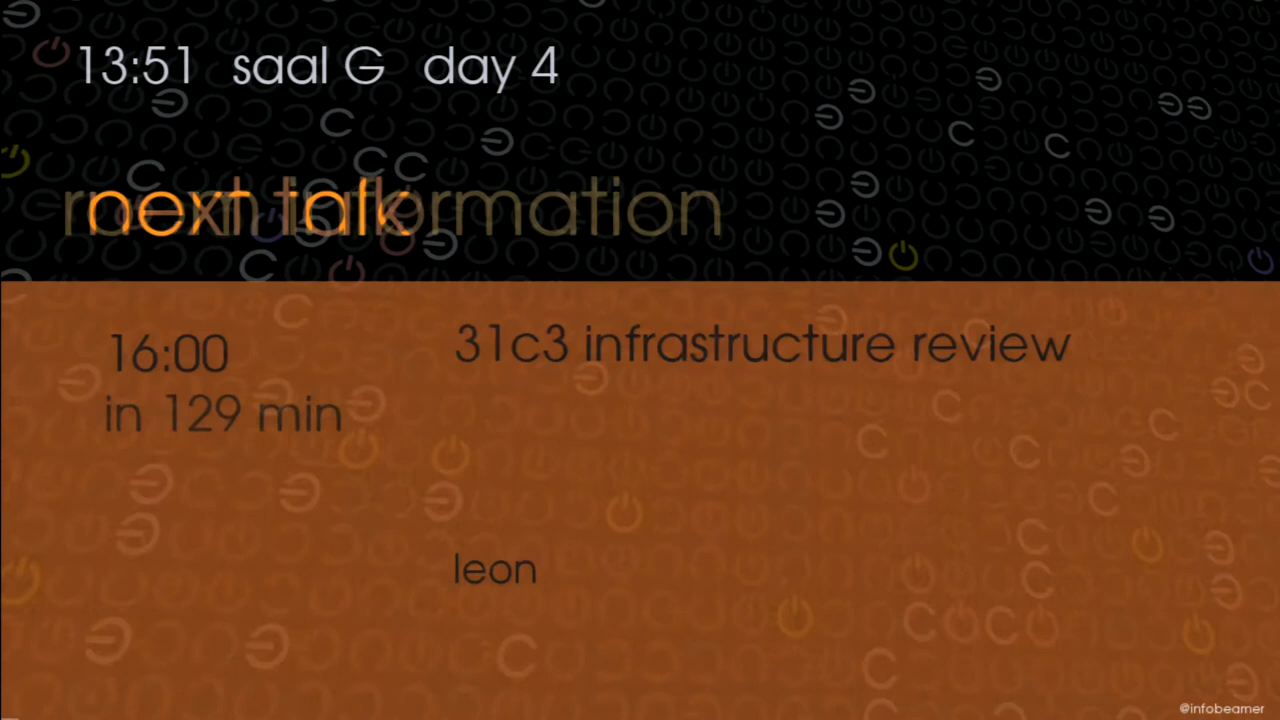 13:51 saal G day 4
next talk
16:00 31c3 infrastructure review
in 129 min
leon
@infobeamer